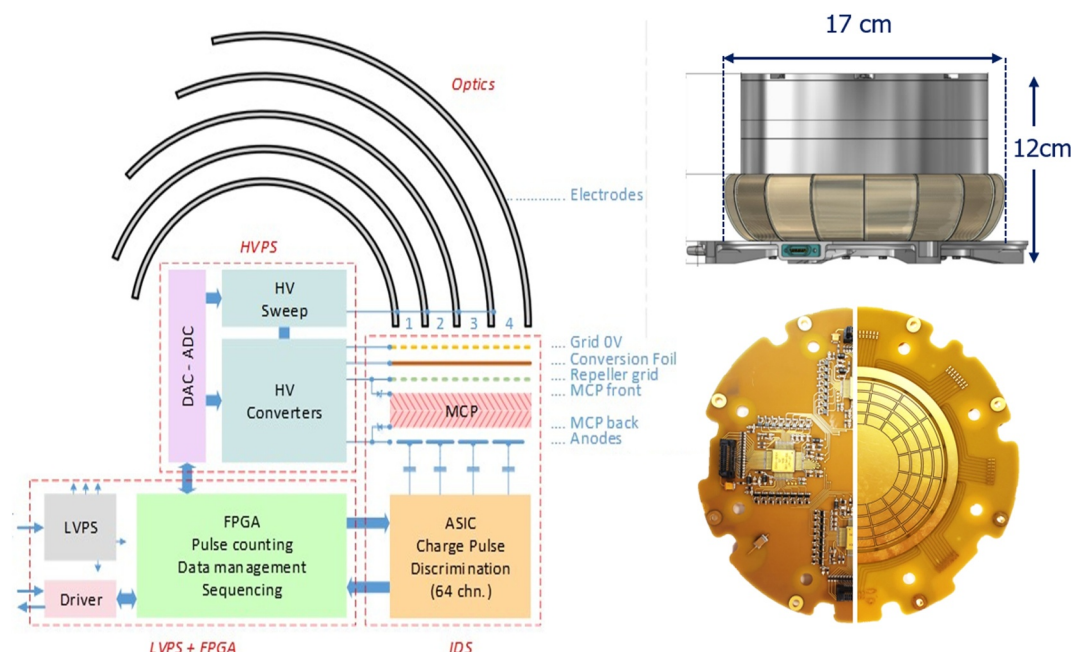 Optics
Electrodes
HVPS
DAC - ADC
HV
Sweep
HV
Converters
1 2 3 4
Grid 0V
Conversion Foil
Repeller grid
MCP front
MCP
MCP back
Anodes
LVPS
Driver
FPGA
Pulse counting
Data management
Sequencing
ASIC
Charge Pulse
Discrimination
(64 chn.)
LVPS + FPGA
IDS
17 cm
12cm